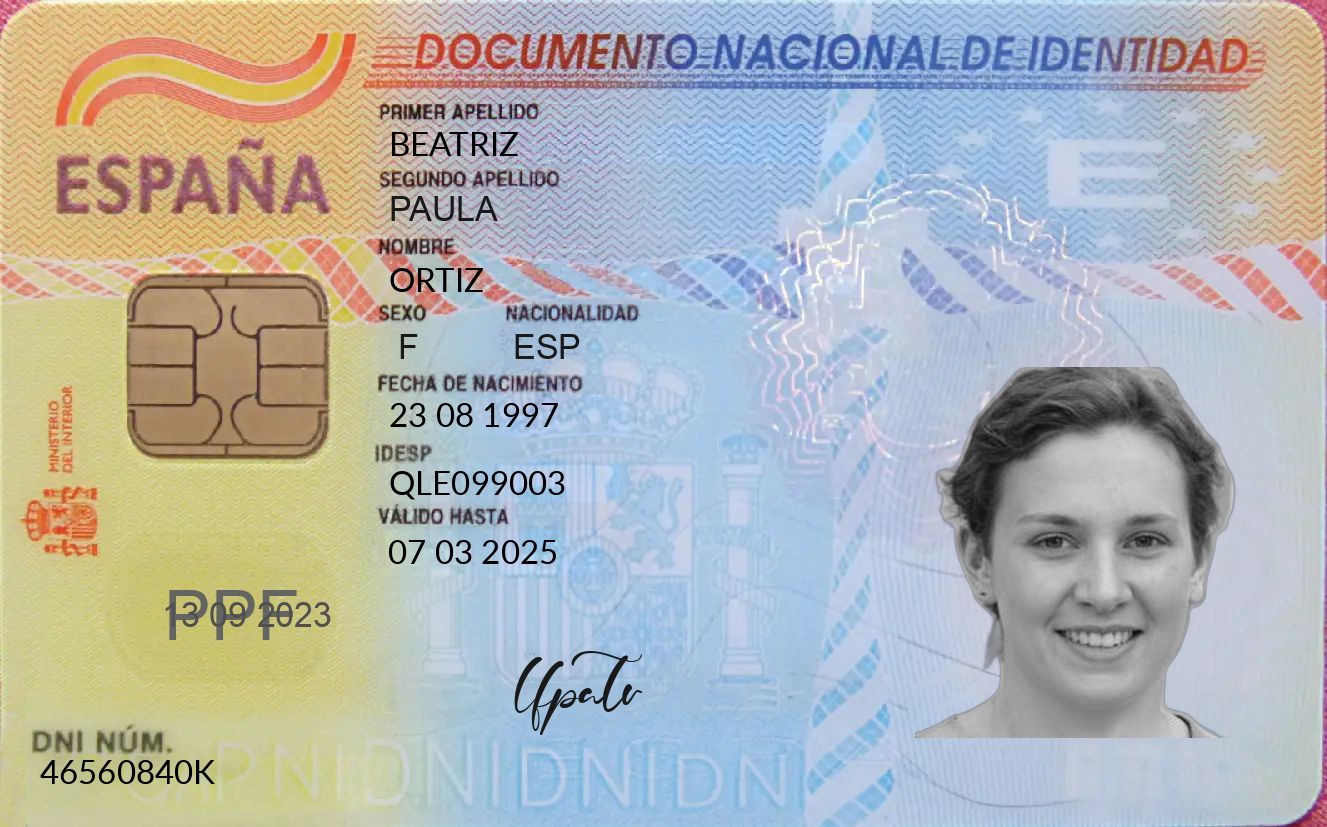 DOCUMENTO NACIONAL DE IDENTIDAD
ESPAÑA
PRIMER APELLIDO
BEATRIZ
SEGUNDO APELLIDO
PAULA
NOMBRE
ORTIZ
SEXO NACIONALIDAD
F ESP
FECHA DE NACIMIENTO
23 08 1997
IDESP
QLE099003
VÁLIDO HASTA
07 03 2025
MINISTERIO
DEL INTERIOR
E
PPF
13 09 2023
DNI NÚM.
46560840K